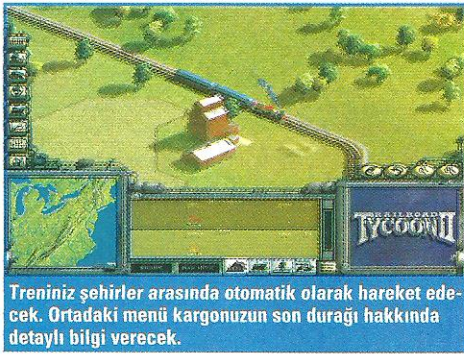 RAILROAD
TYCOON II
Treniniz şehirler arasında otomatik olarak hareket ede-
cek. Ortadaki menü kargonuzun son durağı hakkında
detaylı bilgi verecek.